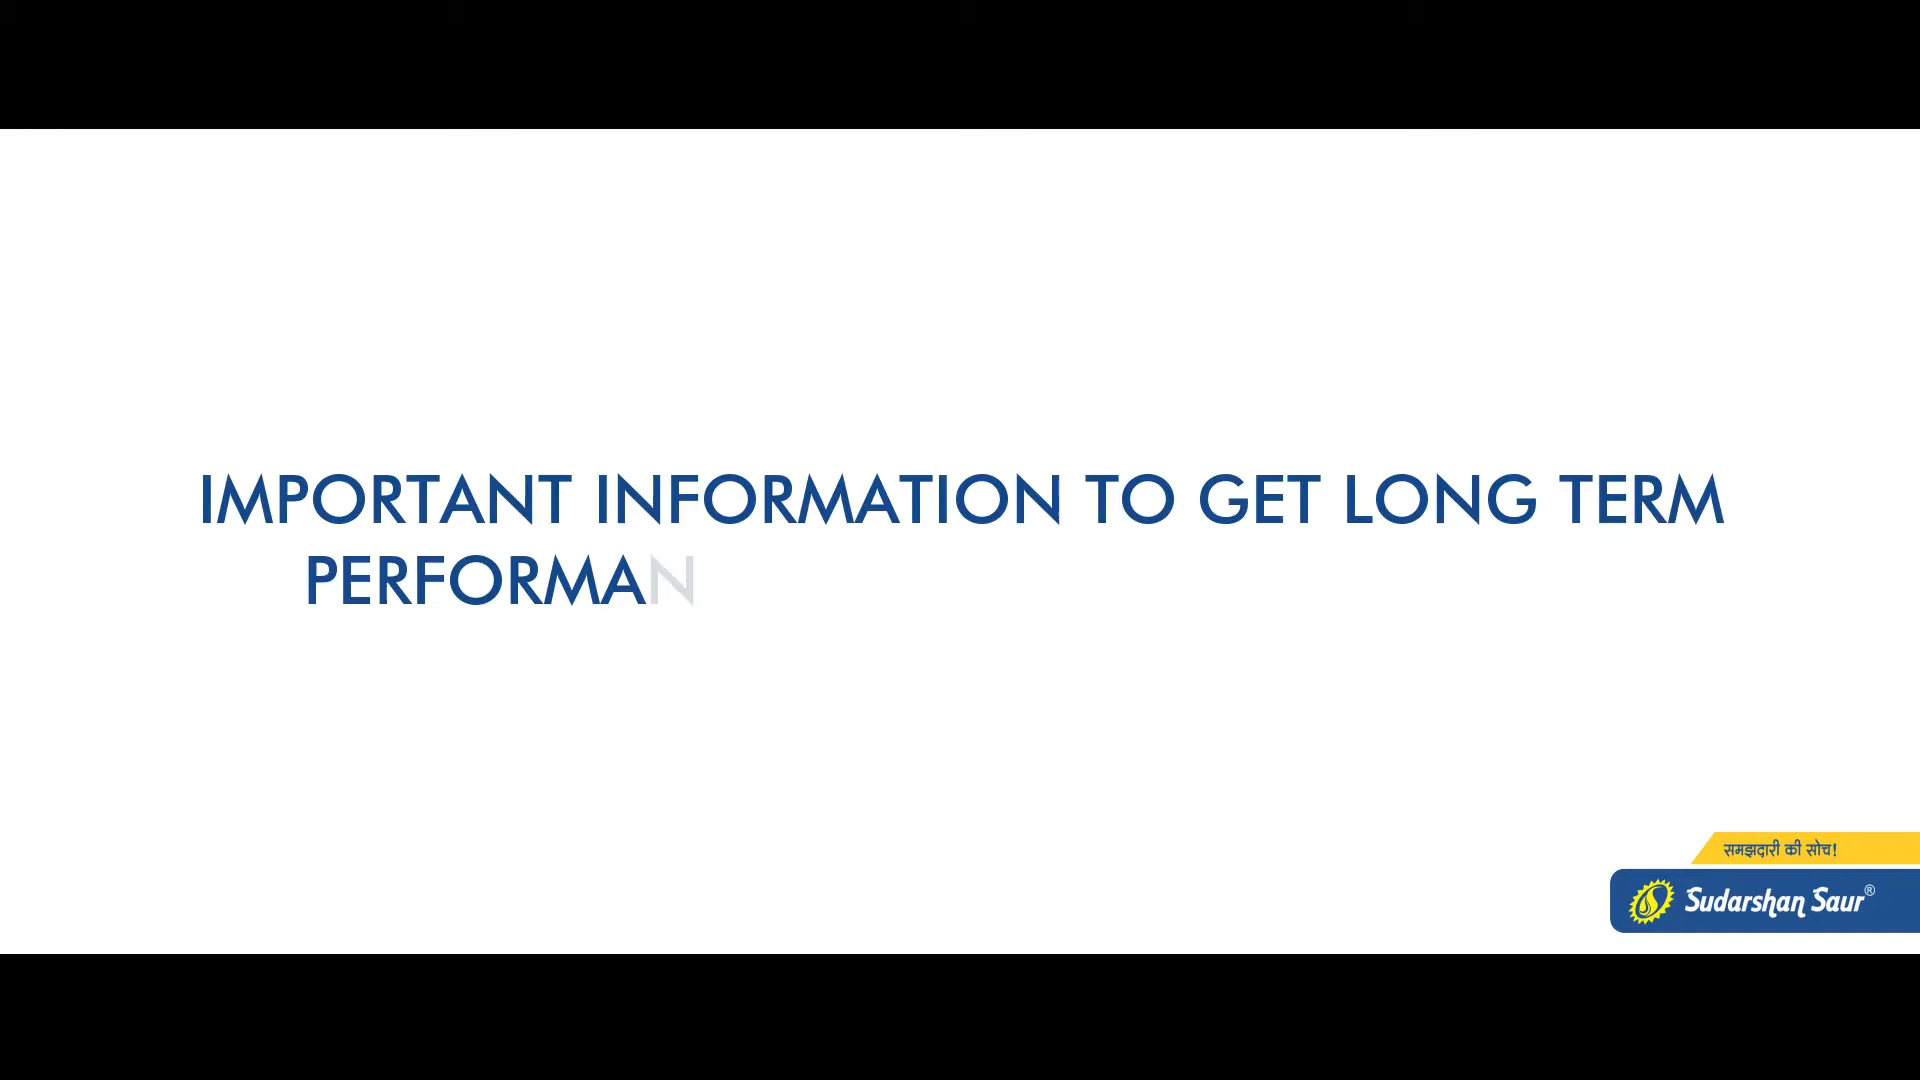 IMPORTANT INFORMATION TO GET LONG TERM
PERFORMAN
समझदारी की सोच!
Sudarshan Saur®